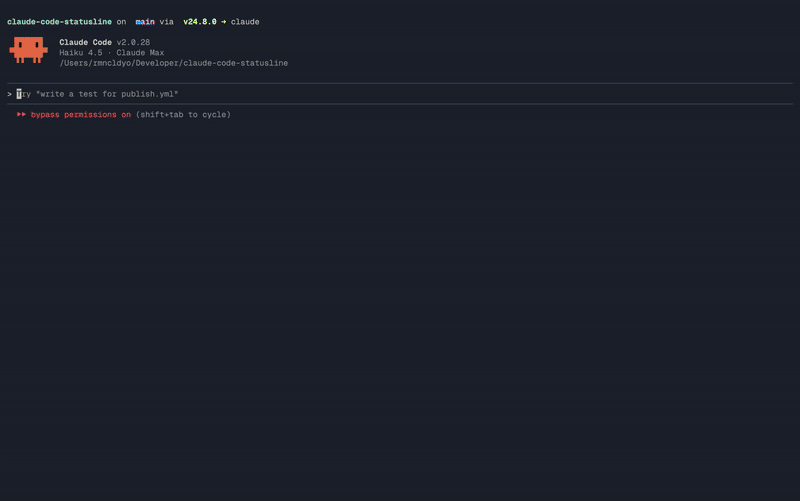 claude-code-statusline on main via v24.8.0 → claude
Claude Code v2.0.28
Haiku 4.5 · Claude Max
/Users/rmncldyo/Developer/claude-code-statusline
> Try "write a test for publish.yml"
▶▶ bypass permissions on (shift+tab to cycle)